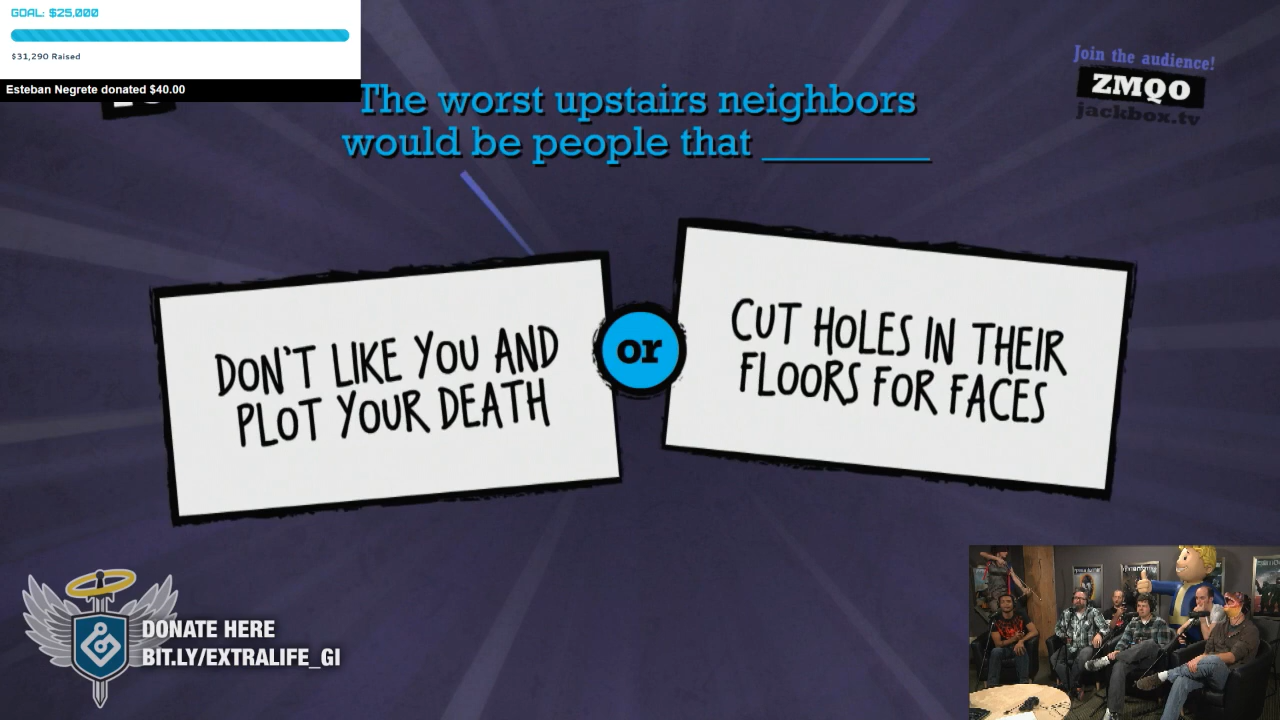 GOAL: $25,000
$31,290 Raised
Esteban Negrete donated $40.00
Join the audience!
ZMQO
jackbox.tv
The worst upstairs neighbors
would be people that ________
DON'T LIKE YOU AND
PLOT YOUR DEATH
or
CUT HOLES IN THEIR
FLOORS FOR FACES
DONATE HERE
BIT.LY/EXTRALIFE_GI